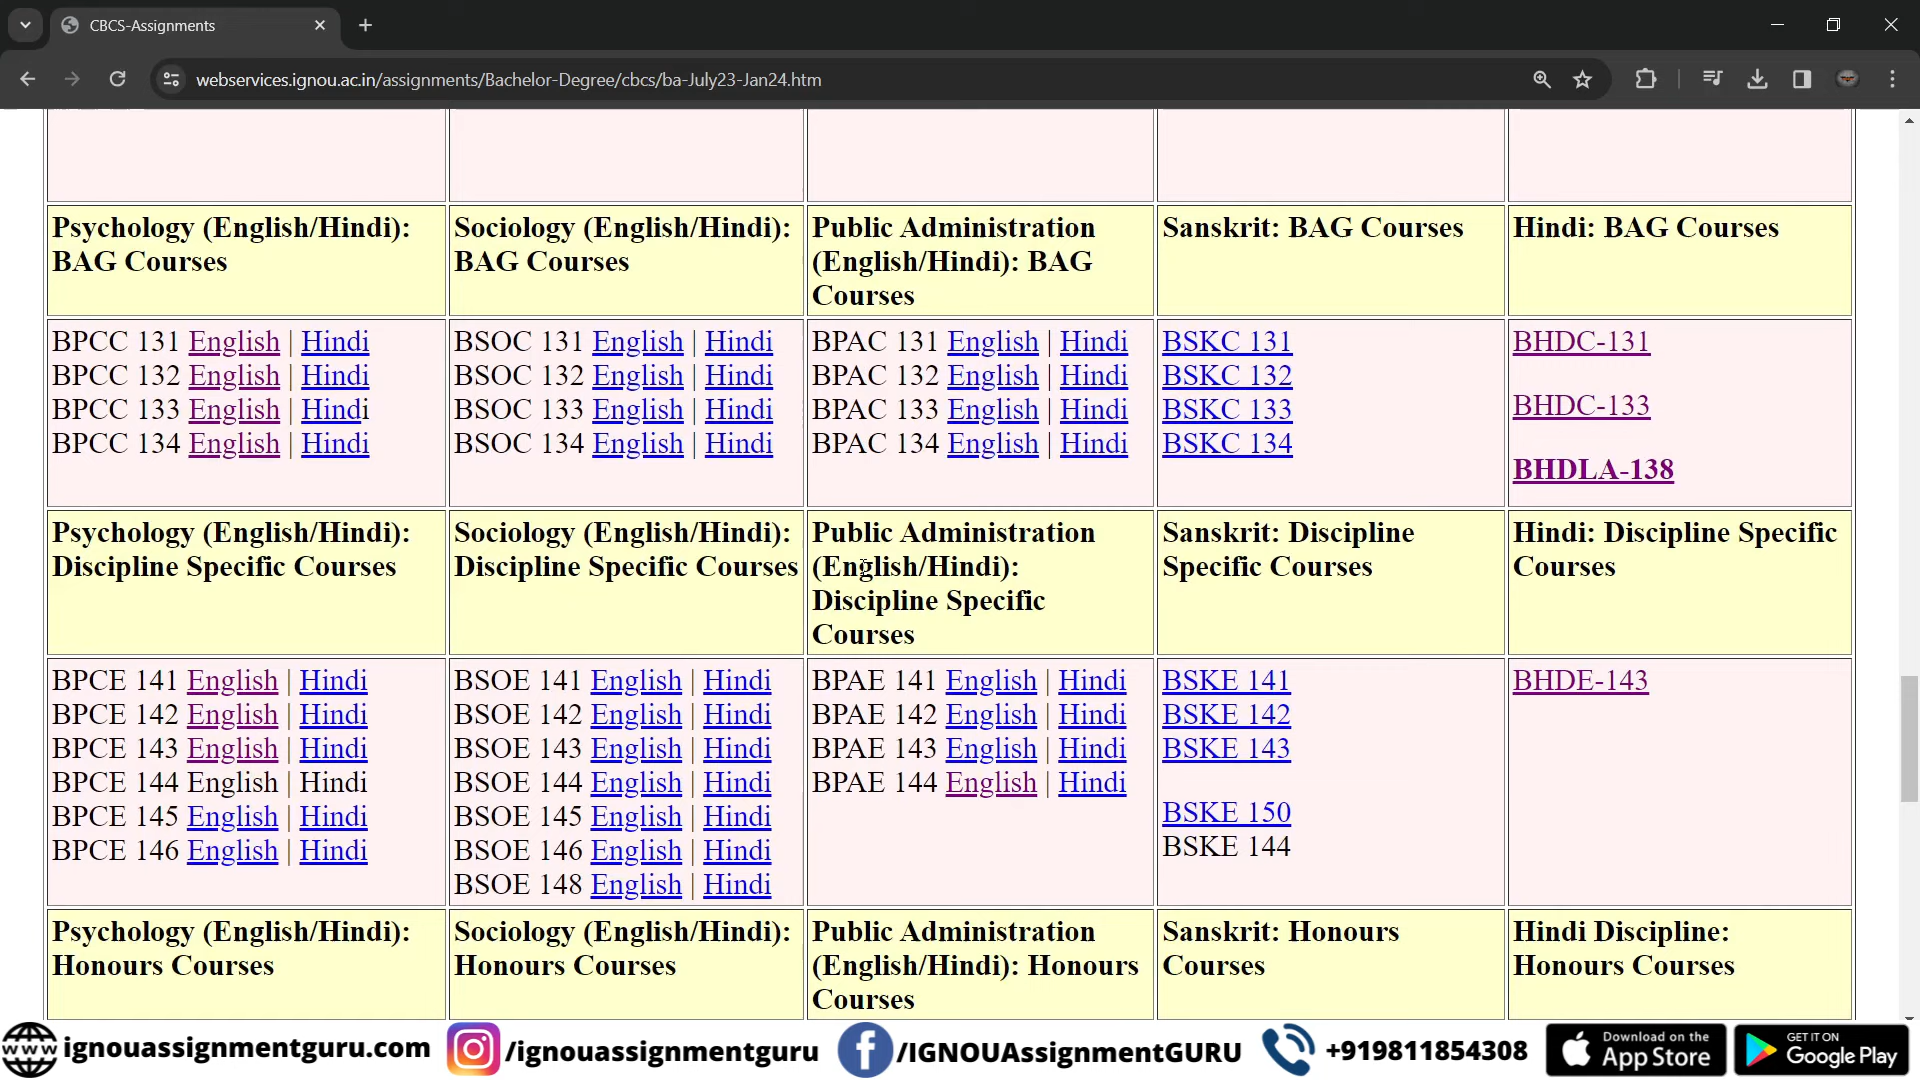 CBCS-Assignments
webservices.ignou.ac.in/assignments/Bachelor-Degree/cbcs/ba-July23-Jan24.htm
Psychology (English/Hindi):
BAG Courses
Sociology (English/Hindi):
BAG Courses
Public Administration
(English/Hindi): BAG
Courses
Sanskrit: BAG Courses
Hindi: BAG Courses
BPCC 131 English | Hindi
BPCC 132 English | Hindi
BPCC 133 English | Hindi
BPCC 134 English | Hindi
BSOC 131 English | Hindi
BSOC 132 English | Hindi
BSOC 133 English | Hindi
BSOC 134 English | Hindi
BPAC 131 English | Hindi
BPAC 132 English | Hindi
BPAC 133 English | Hindi
BPAC 134 English | Hindi
BSKC 131
BSKC 132
BSKC 133
BSKC 134
BHDC-131
BHDC-133
BHDLA-138
Psychology (English/Hindi):
Discipline Specific Courses
Sociology (English/Hindi):
Discipline Specific Courses
Public Administration
(English/Hindi):
Discipline Specific
Courses
Sanskrit: Discipline
Specific Courses
Hindi: Discipline Specific
Courses
BPCE 141 English | Hindi
BPCE 142 English | Hindi
BPCE 143 English | Hindi
BPCE 144 English | Hindi
BPCE 145 English | Hindi
BPCE 146 English | Hindi
BSOE 141 English | Hindi
BSOE 142 English | Hindi
BSOE 143 English | Hindi
BSOE 144 English | Hindi
BSOE 145 English | Hindi
BSOE 146 English | Hindi
BSOE 148 English | Hindi
BPAE 141 English | Hindi
BPAE 142 English | Hindi
BPAE 143 English | Hindi
BPAE 144 English | Hindi
BSKE 141
BSKE 142
BSKE 143
BSKE 150
BSKE 144
BHDE-143
Psychology (English/Hindi):
Honours Courses
Sociology (English/Hindi):
Honours Courses
Public Administration
(English/Hindi): Honours
Courses
Sanskrit: Honours
Courses
Hindi Discipline:
Honours Courses
www ignouassignmentguru.com
/ignouassignmentguru
/IGNOUAssignmentGURU
+919811854308
Download on the
App Store
GET IT ON
Google Play